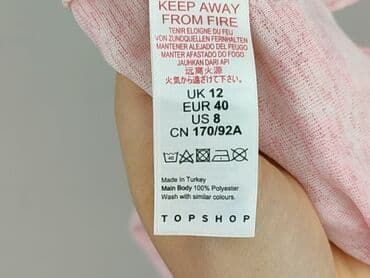 KEEP AWAY
FROM FIRE
TENIR ELOIGNE DU FEU
VON ZUNDQUELLEN FERNHALTEN
MANTENER ALEJADO DEL FUEGO
MANTER AFASTADO DO FOGO
JAUHKAN DARI API
远离火源
火気から遠ざけて下さい。
UK 12
EUR 40
US 8
CN 170/92A
Made In Turkey
Main Body 100% Polyester
Wash with similar colours.
TOPSHOP